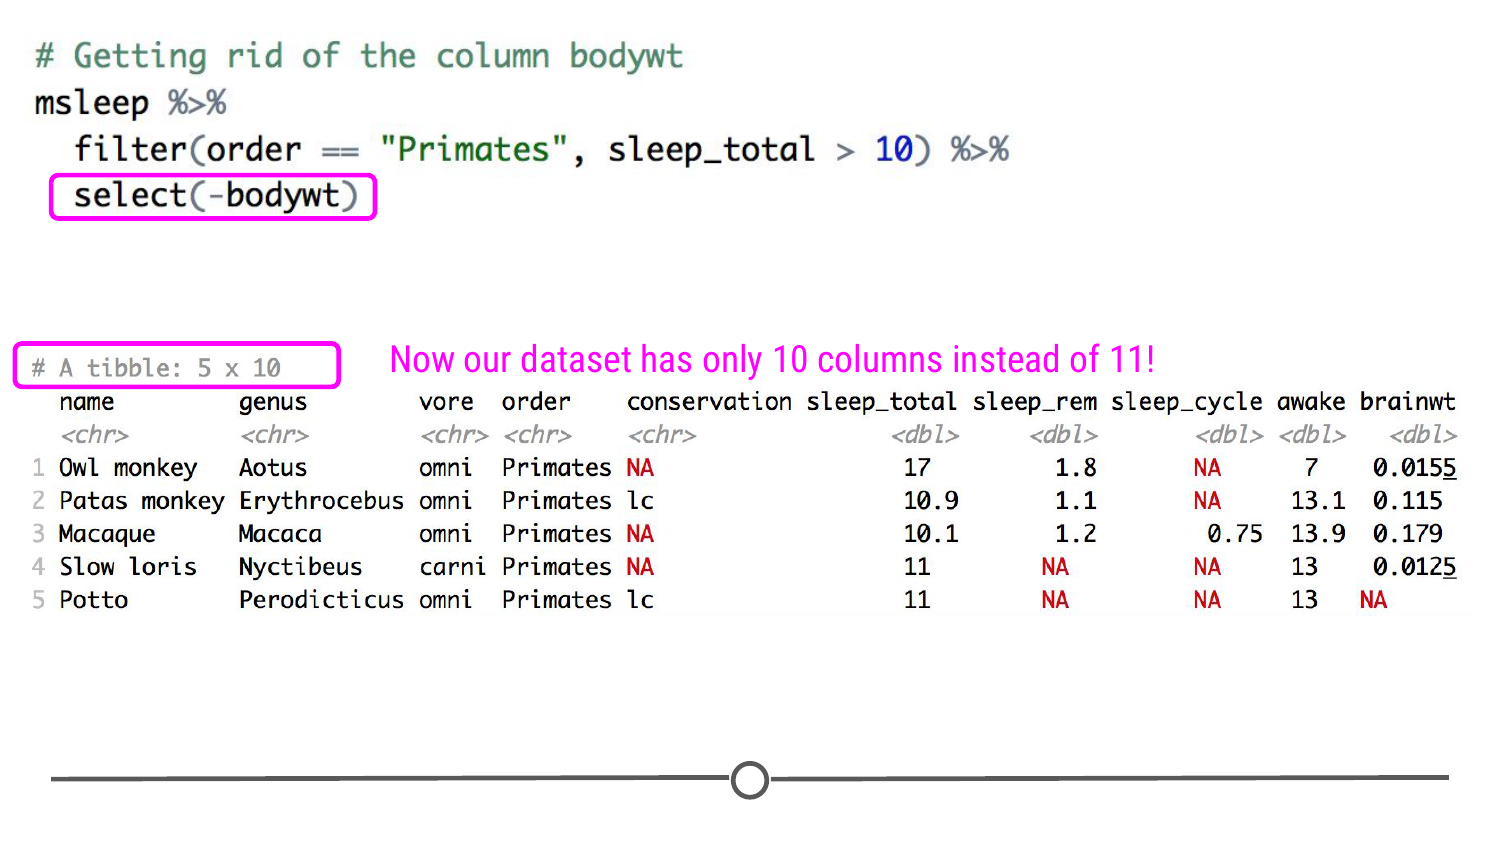 # Getting rid of the column bodywt
msleep %>%
filter(order == "Primates", sleep_total > 10) %>%
select(-bodywt)
# A tibble: 5 x 10
Now our dataset has only 10 columns instead of 11!
name genus vore order conservation sleep_total sleep_rem sleep_cycle awake brainwt
<chr> <chr> <chr> <chr> <chr> <dbl> <dbl> <dbl> <dbl> <dbl>
1 Owl monkey Aotus omni Primates NA 17 1.8 NA 7 0.0155
2 Patas monkey Erythrocebus omni Primates lc 10.9 1.1 NA 13.1 0.115
3 Macaque Macaca omni Primates NA 10.1 1.2 0.75 13.9 0.179
4 Slow loris Nyctibeus carni Primates NA 11 NA NA 13 0.0125
5 Potto Perodicticus omni Primates lc 11 NA NA 13 NA